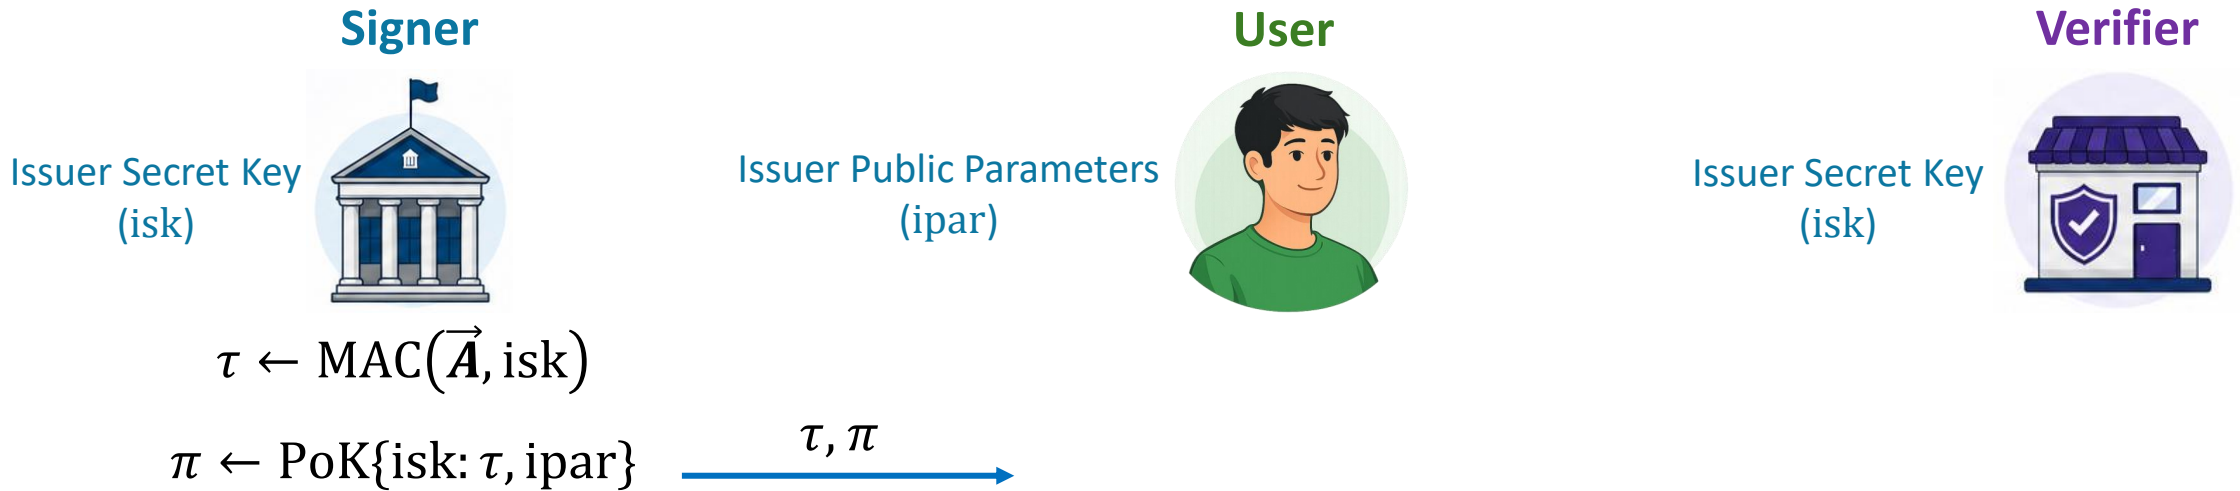 Signer
User
Verifier
Issuer Secret Key
(isk)
Issuer Public Parameters
(ipar)
Issuer Secret Key
(isk)
τ ← MAC(\vec{A}, isk)
π ← PoK{isk: τ, ipar}
τ, π